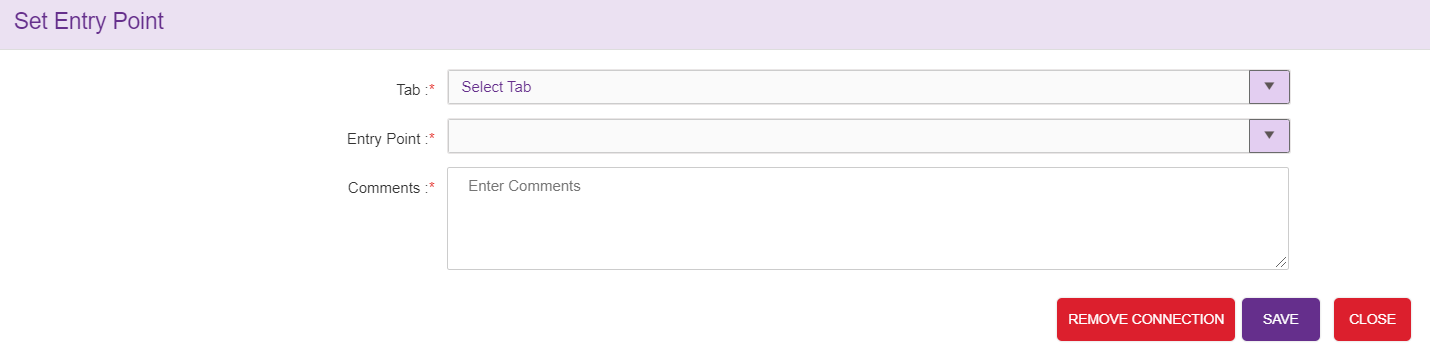 Set Entry Point
Tab :* Select Tab
Entry Point :*
Comments :* Enter Comments
REMOVE CONNECTION SAVE CLOSE